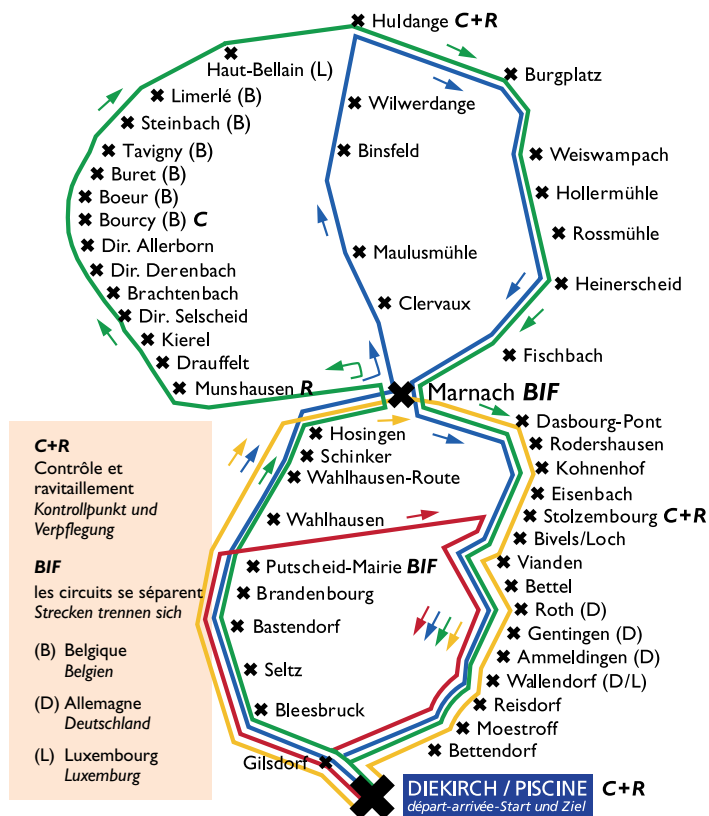 Huldange C+R
Haut-Bellain (L)
Burgplatz
Limerlé (B)
Wilwerdange
Steinbach (B)
Tavigny (B)
Binsfeld
Weiswampach
Buret (B)
Boeur (B)
Hollermühle
Bourcy (B) C
Rossmühle
Dir. Allerborn
Maulusmühle
Dir. Derenbach
Heinerscheid
Brachtenbach
Clervaux
Dir. Selscheid
Kierel
Fischbach
Drauffelt
Munshausen R
Marnach BIF
Dasbourg-Pont
Hosingen
Rodershausen
Schinker
Kohnenhof
Wahlhausen-Route
Eisenbach
Wahlhausen
Stolzembourg C+R
Bivels/Loch
Putscheid-Mairie BIF
Vianden
Brandenbourg
Bettel
Bastendorf
Roth (D)
Gentingen (D)
Seltz
Ammeldingen (D)
Wallendorf (D/L)
Bleesbruck
Reisdorf
Moestroff
Gilsdorf
Bettendorf
DIEKIRCH / PISCINE C+R
départ-arrivée-Start und Ziel
C+R
Contrôle et
ravitaillement
Kontrollpunkt und
Verpflegung
BIF
les circuits se séparent
Strecken trennen sich
(B) Belgique
Belgien
(D) Allemagne
Deutschland
(L) Luxembourg
Luxemburg